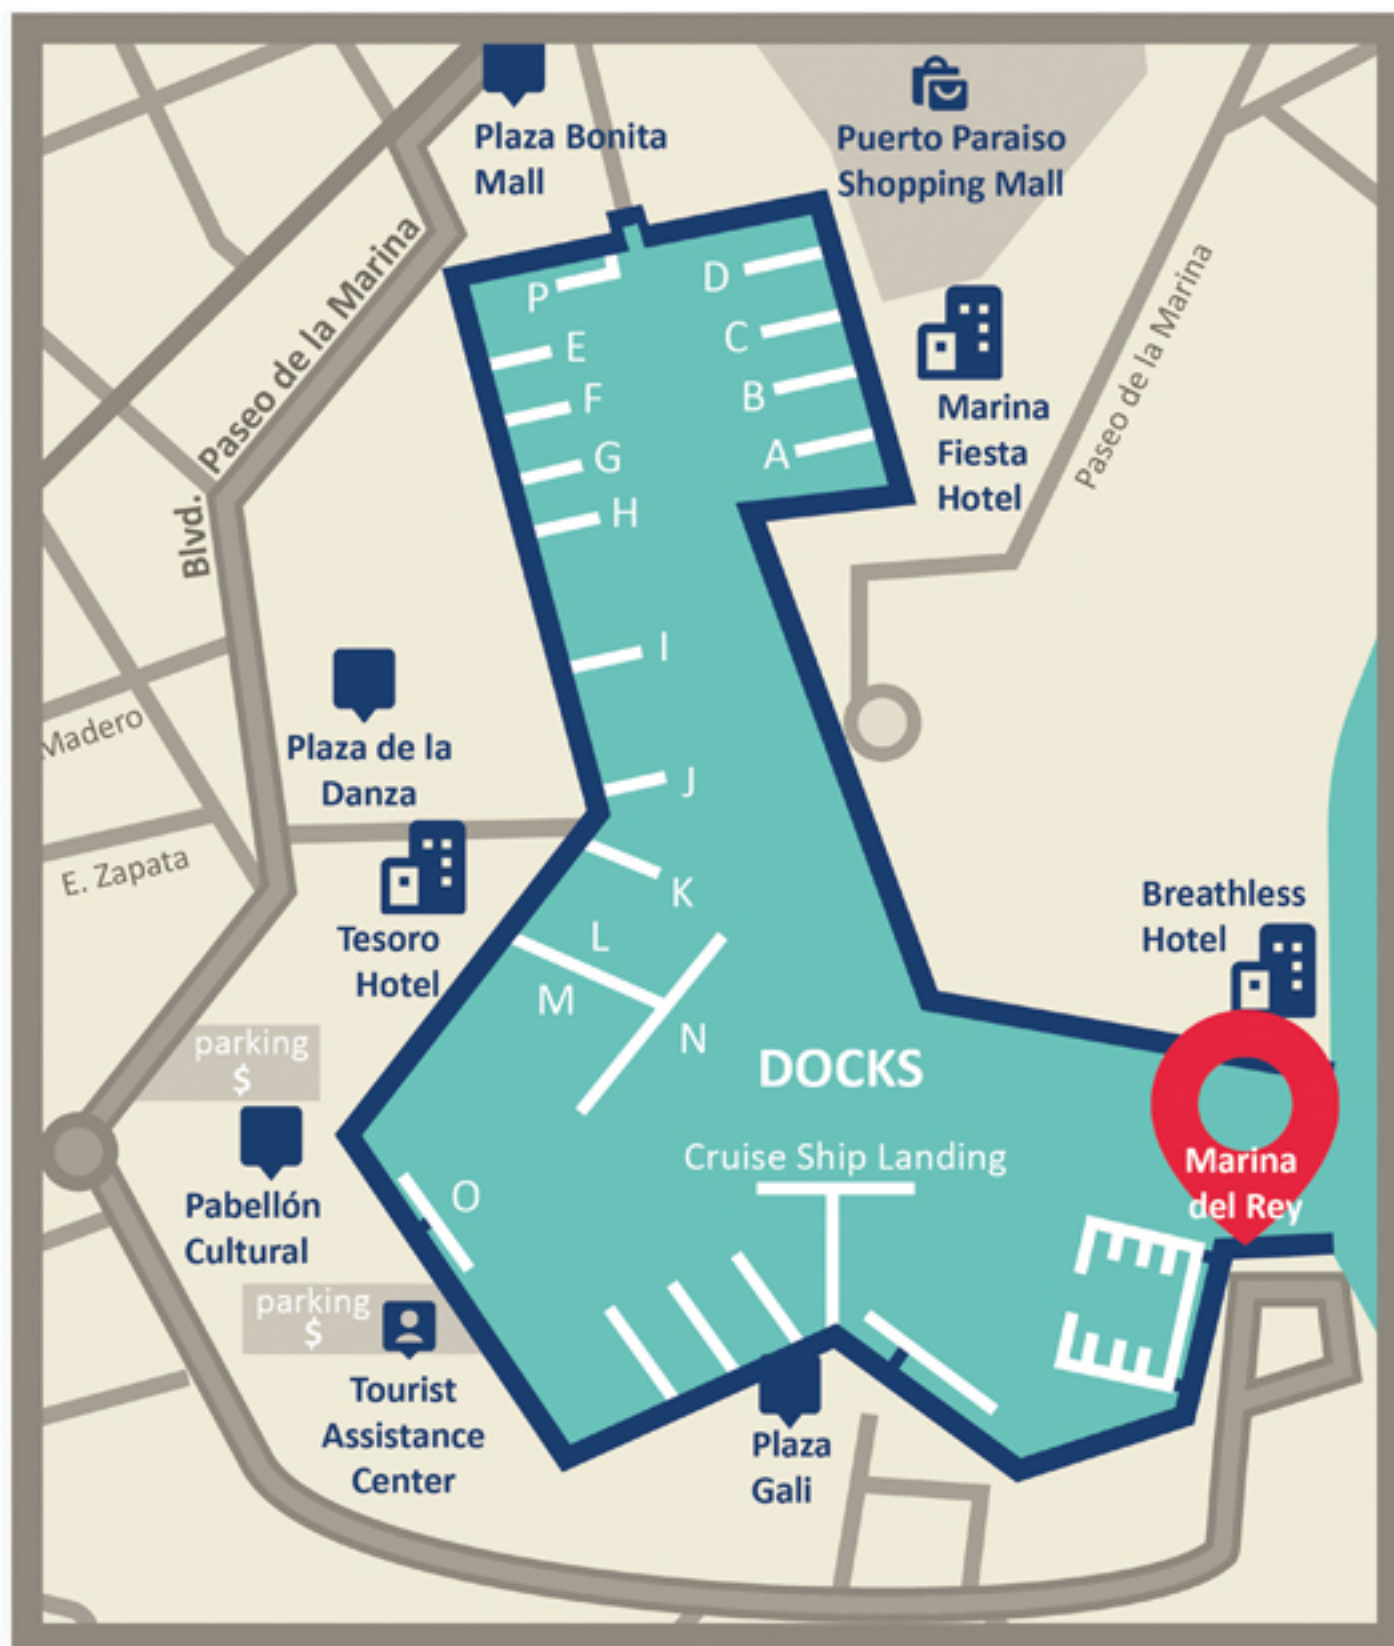 Plaza Bonita
Mall
Puerto Paraiso
Shopping Mall
Blvd. Paseo de la Marina
Paseo de la Marina
P
D
E
C
F
B
G
A
H
Marina
Fiesta
Hotel
I
Madero
Plaza de la
Danza
J
E. Zapata
K
Tesoro
Hotel
L
M
N
Breathless
Hotel
parking
$
DOCKS
Cruise Ship Landing
Marina
del Rey
Pabellón
Cultural
O
parking
$
Tourist
Assistance
Center
Plaza
Gali